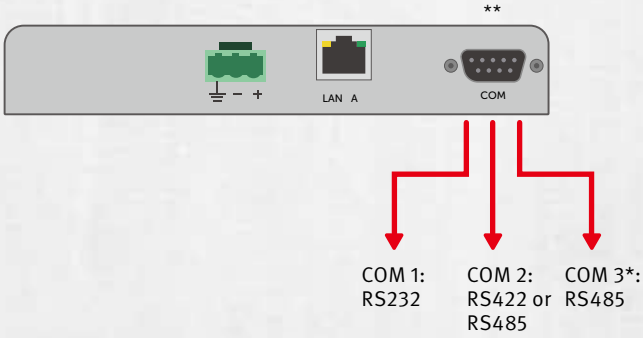 **
− +
LAN A
COM
COM 1:
RS232
COM 2:
RS422 or
RS485
COM 3*:
RS485